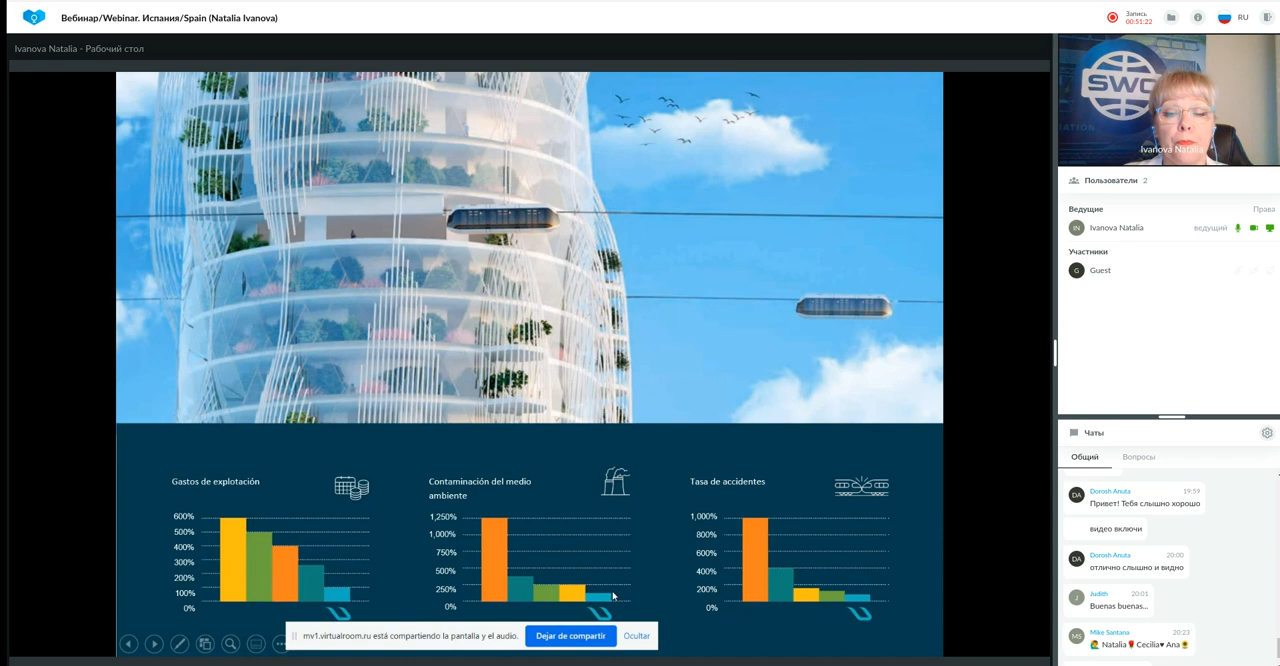 Вебинар/Webinar. Испания/Spain (Natalia Ivanova)
Запись
00:51:22
RU
Ivanova Natalia - Рабочий стол
SWC
Ivanova Natalia
Пользователи 2
Ведущие Права
IN Ivanova Natalia ведущий
Участники
G Guest
Чаты
Общий Вопросы
DA Dorosh Anuta 19:59
Привет! Тебя слышно хорошо
видео включи
DA Dorosh Anuta 20:00
отлично слышно и видно
J Judith 20:01
Buenas buenas...
MS Mike Santana 20:23
🙋‍♂️ Natalia🌹Cecilia♥ Ana🌻
Gastos de explotación
600%
500%
400%
300%
200%
100%
0%
Contaminación del medio
ambiente
1,250%
1,000%
750%
500%
250%
0%
Tasa de accidentes
1,000%
800%
600%
400%
200%
0%
mv1.virtualroom.ru está compartiendo la pantalla y el audio. Dejar de compartir Ocultar